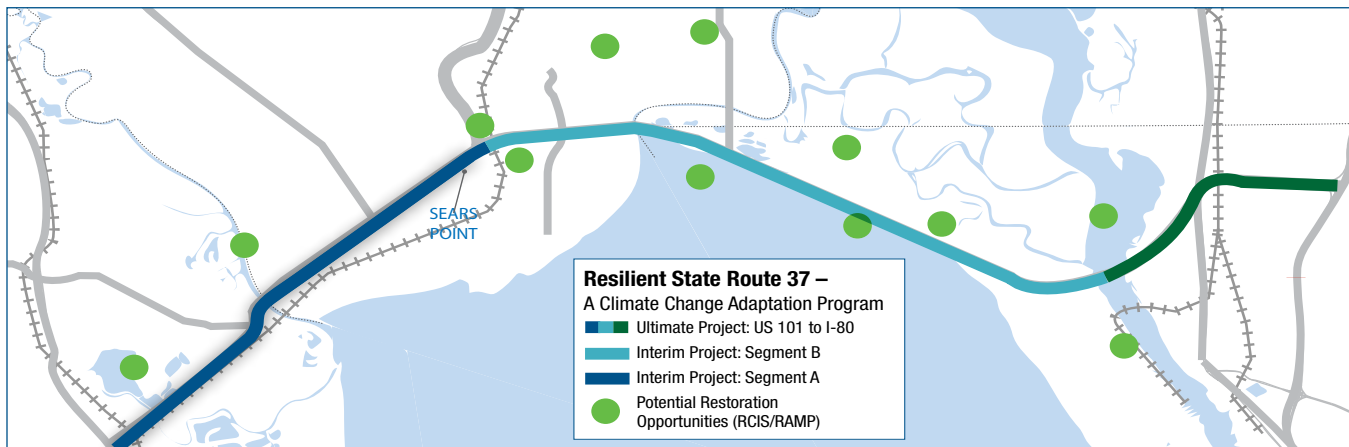 SEARS
POINT
Resilient State Route 37 –
A Climate Change Adaptation Program
Ultimate Project: US 101 to I-80
Interim Project: Segment B
Interim Project: Segment A
Potential Restoration
Opportunities (RCIS/RAMP)